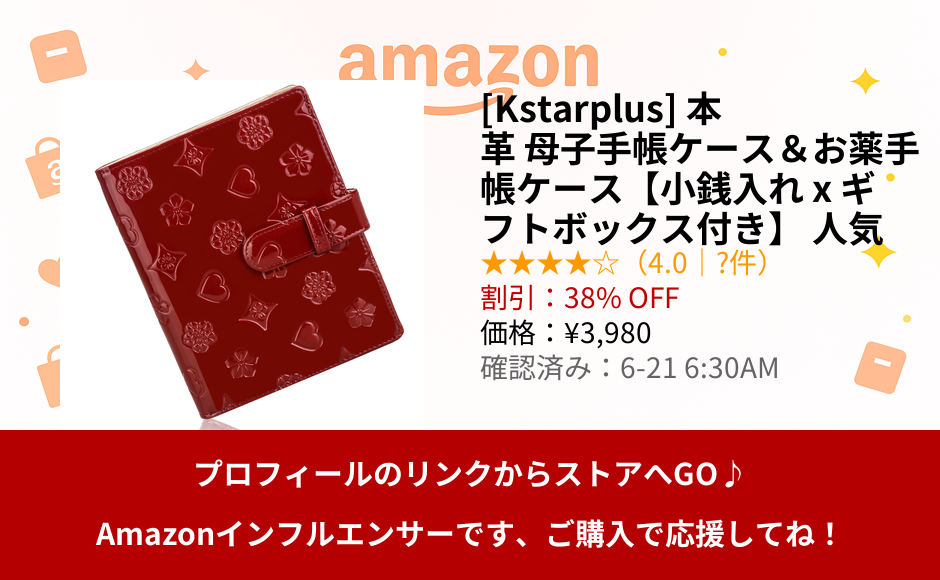 amazon
[Kstarplus] 本
革 母子手帳ケース＆お薬手
帳ケース【小銭入れ x ギ
フトボックス付き】 人気
★★★★☆（4.0｜?件）
割引：38% OFF
価格：¥3,980
確認済み：6-21 6:30AM
プロフィールのリンクからストアへGO♪
Amazonインフルエンサーです、ご購入で応援してね！